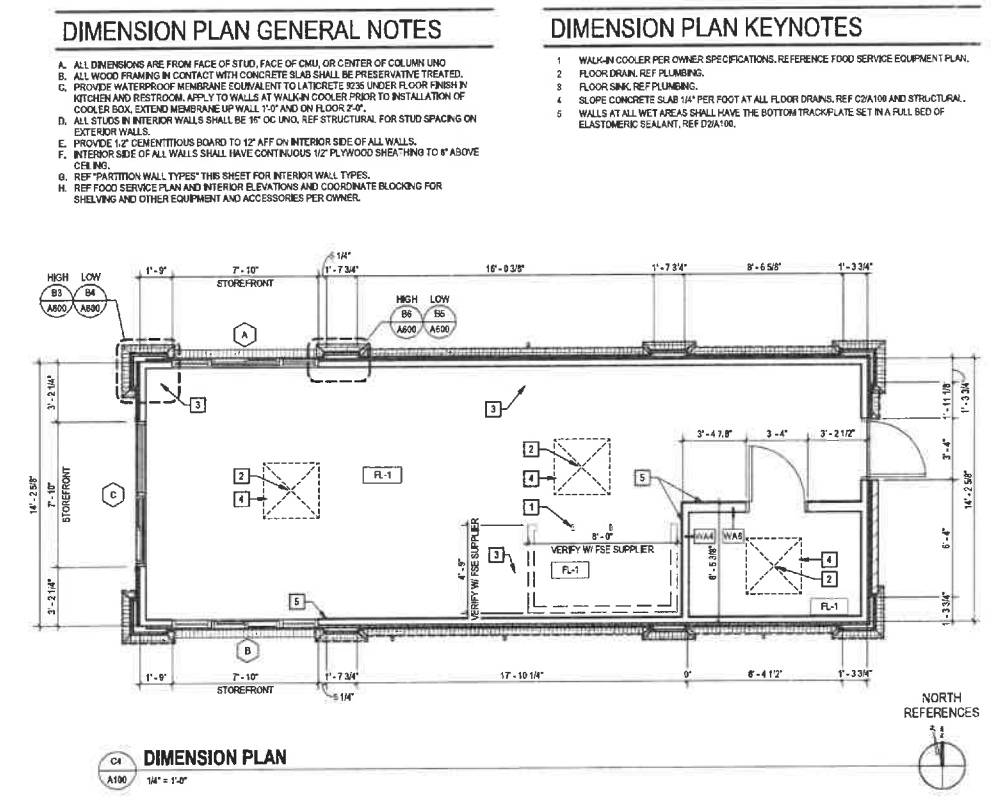 DIMENSION PLAN GENERAL NOTES
A. ALL DIMENSIONS ARE FROM FACE OF STUD, FACE OF CMU, OR CENTER OF COLUMN UNO
B. ALL WOOD FRAMING IN CONTACT WITH CONCRETE SLAB SHALL BE PRESERVATIVE TREATED.
C. PROVIDE WATERPROOF MEMBRANE EQUIVALENT TO LATICRETE 9235 UNDER FLOOR FINISH IN
KITCHEN AND RESTROOM. APPLY TO WALLS AT WALK-IN COOLER PRIOR TO INSTALLATION OF
COOLER BOX. EXTEND MEMBRANE UP WALL 1'-0" AND ON FLOOR 2'-0".
D. ALL STUDS IN INTERIOR WALLS SHALL BE 16" OC UNO, REF STRUCTURAL FOR STUD SPACING ON
EXTERIOR WALLS.
E. PROVIDE 1/2" CEMENTITIOUS BOARD TO 12" AFF ON INTERIOR SIDE OF ALL WALLS.
F. INTERIOR SIDE OF ALL WALLS SHALL HAVE CONTINUOUS 1/2" PLYWOOD SHEATHING TO 6" ABOVE
CEILING.
G. REF "PARTITION WALL TYPES" THIS SHEET FOR INTERIOR WALL TYPES.
H. REF FOOD SERVICE PLAN AND INTERIOR ELEVATIONS AND COORDINATE BLOCKING FOR
SHELVING AND OTHER EQUIPMENT AND ACCESSORIES PER OWNER.
DIMENSION PLAN KEYNOTES
1 WALK-IN COOLER PER OWNER SPECIFICATIONS. REFERENCE FOOD SERVICE EQUIPMENT PLAN.
2 FLOOR DRAIN. REF PLUMBING.
3 FLOOR SINK. REF PLUMBING.
4 SLOPE CONCRETE SLAB 1/4" PER FOOT AT ALL FLOOR DRAINS. REF C2/A100 AND STRUCTURAL.
5 WALLS AT ALL WET AREAS SHALL HAVE THE BOTTOM TRACK/PLATE SET IN A FULL BED OF
ELASTOMERIC SEALANT. REF D2/A100.
1/4"
1'-9" 7'-10" 1'-7 3/4" 16'-0 3/8" 1'-7 3/4" 8'-6 5/8" 1'-3 3/4"
STOREFRONT
HIGH LOW
B3 B4
A600 A600
HIGH LOW
B6 B5
A600 A600
A
3'-2 1/4"
3
3
1'-11 1/8"
1'-3 3/4"
3'-4 7/8" 3'-4" 3'-2 1/2"
3'-4"
2
4
FL-1
2
4
5
C
14'-2 5/8"
7'-10"
STOREFRONT
1
8'-0"
VERIFY W/ FSE SUPPLIER
4'-9"
VERIFY W/ FSE SUPPLIER
3
FL-1
WA4 WA6
6'-5 3/8"
4
2
FL-1
6'-4"
14'-2 5/8"
3'-2 1/4"
5
1'-3 3/4"
B
1'-9" 7'-10" 1'-7 3/4" 17'-10 1/4" 0" 6'-4 1/2" 1'-3 3/4"
STOREFRONT
1/4"
NORTH
REFERENCES
C4
A100
DIMENSION PLAN
1/4" = 1'-0"